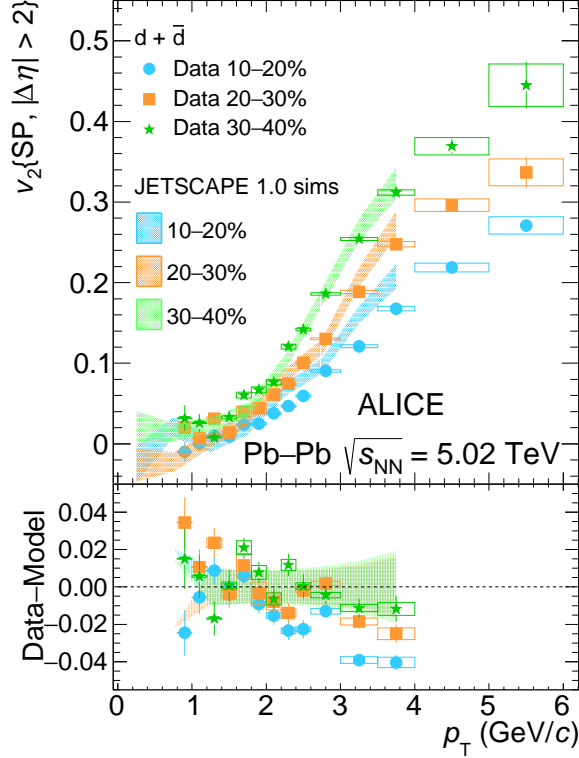 v₂{SP, |Δη| > 2}
0.5
0.4
0.3
0.2
0.1
0
d + d̄
Data 10–20%
Data 20–30%
Data 30–40%
JETSCAPE 1.0 sims
10–20%
20–30%
30–40%
ALICE
Pb–Pb √s_NN = 5.02 TeV
Data–Model
0.04
0.02
0.00
−0.02
−0.04
0 1 2 3 4 5 6
p_T (GeV/c)